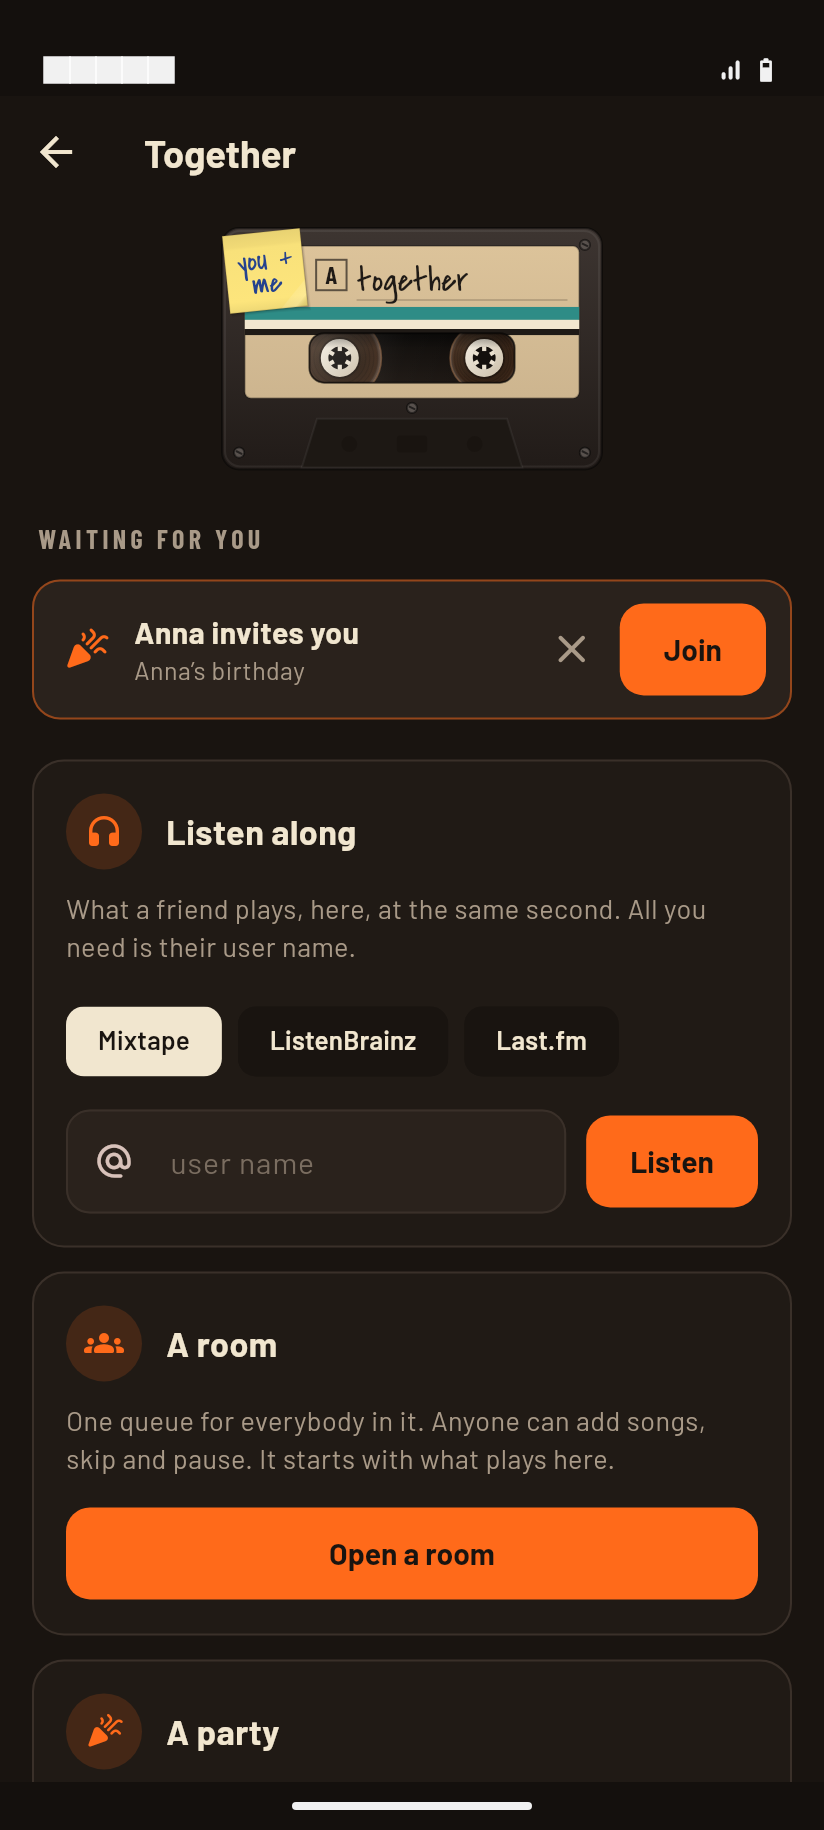 Together
you +
me
A together
WAITING FOR YOU
Anna invites you
Anna's birthday
Join
Listen along
What a friend plays, here, at the same second. All you
need is their user name.
Mixtape ListenBrainz Last.fm
user name
Listen
A room
One queue for everybody in it. Anyone can add songs,
skip and pause. It starts with what plays here.
Open a room
A party